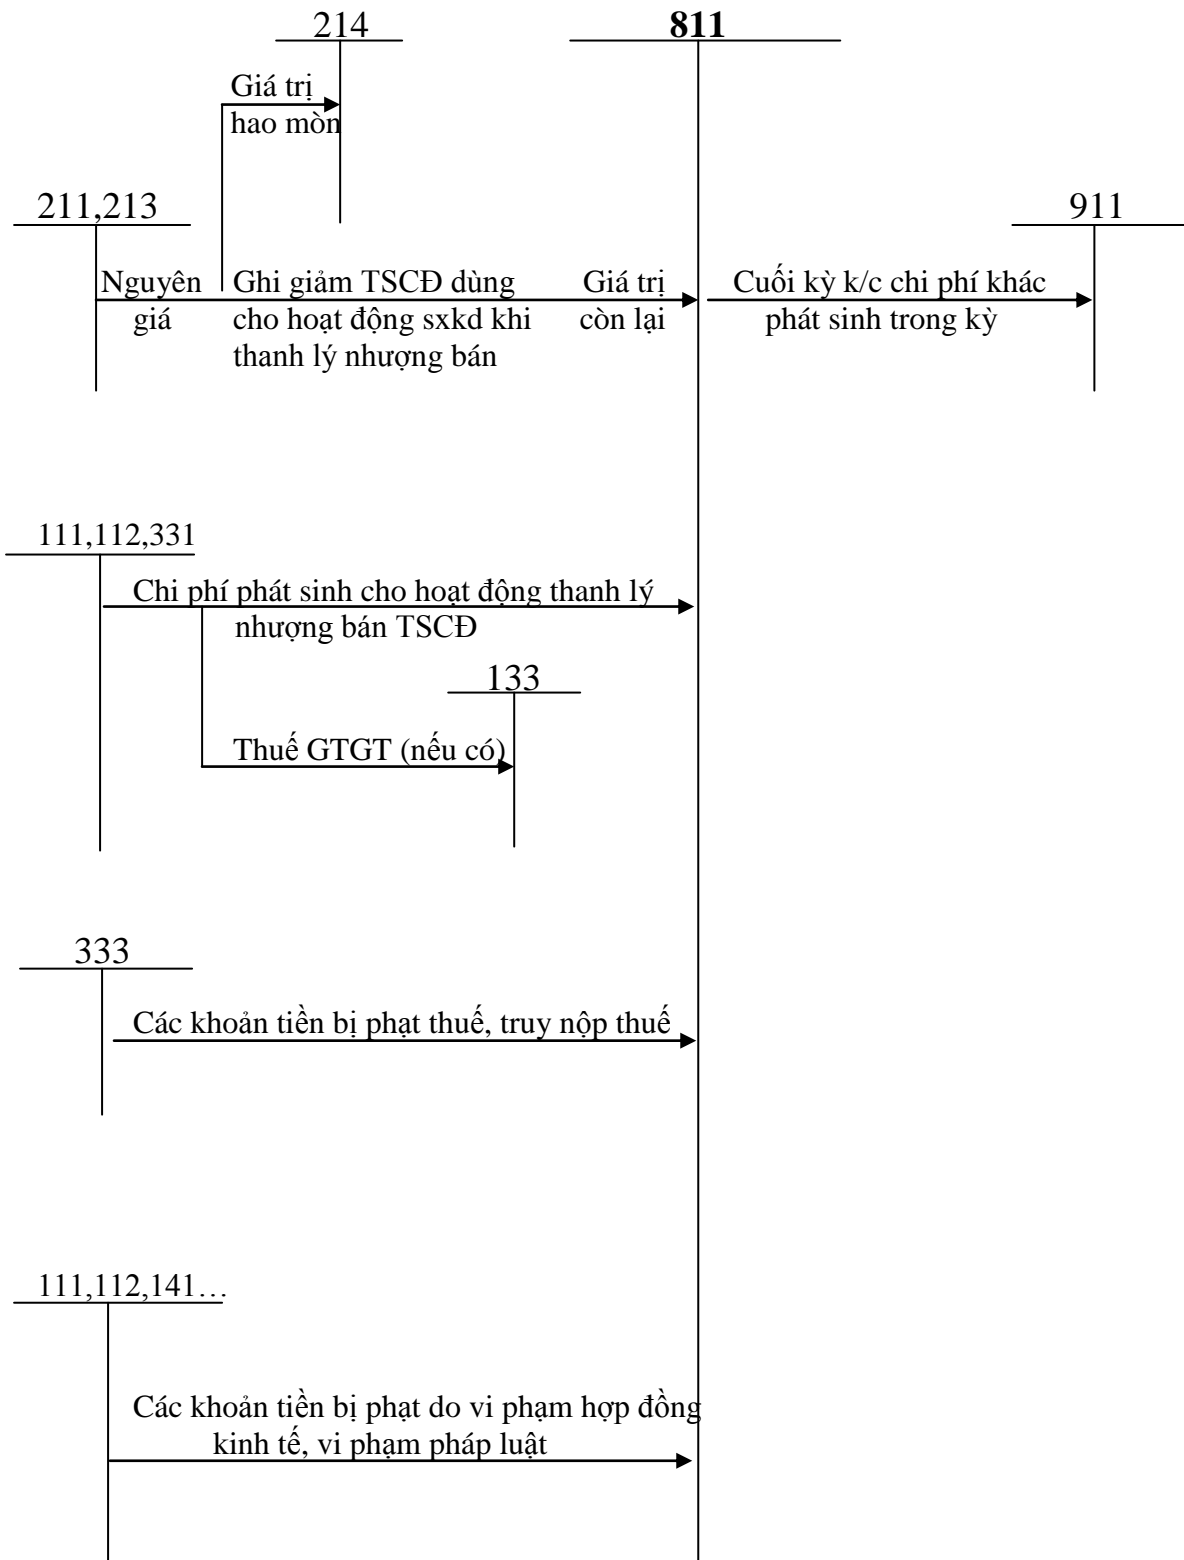 214
811
Giá trị
hao mòn
211,213
911
Nguyên
giá
Ghi giảm TSCĐ dùng
cho hoạt động sxkd khi
thanh lý nhượng bán
Giá trị
còn lại
Cuối kỳ k/c chi phí khác
phát sinh trong kỳ
111,112,331
Chi phí phát sinh cho hoạt động thanh lý
nhượng bán TSCĐ
133
Thuế GTGT (nếu có)
333
Các khoản tiền bị phạt thuế, truy nộp thuế
111,112,141…
Các khoản tiền bị phạt do vi phạm hợp đồng
kinh tế, vi phạm pháp luật